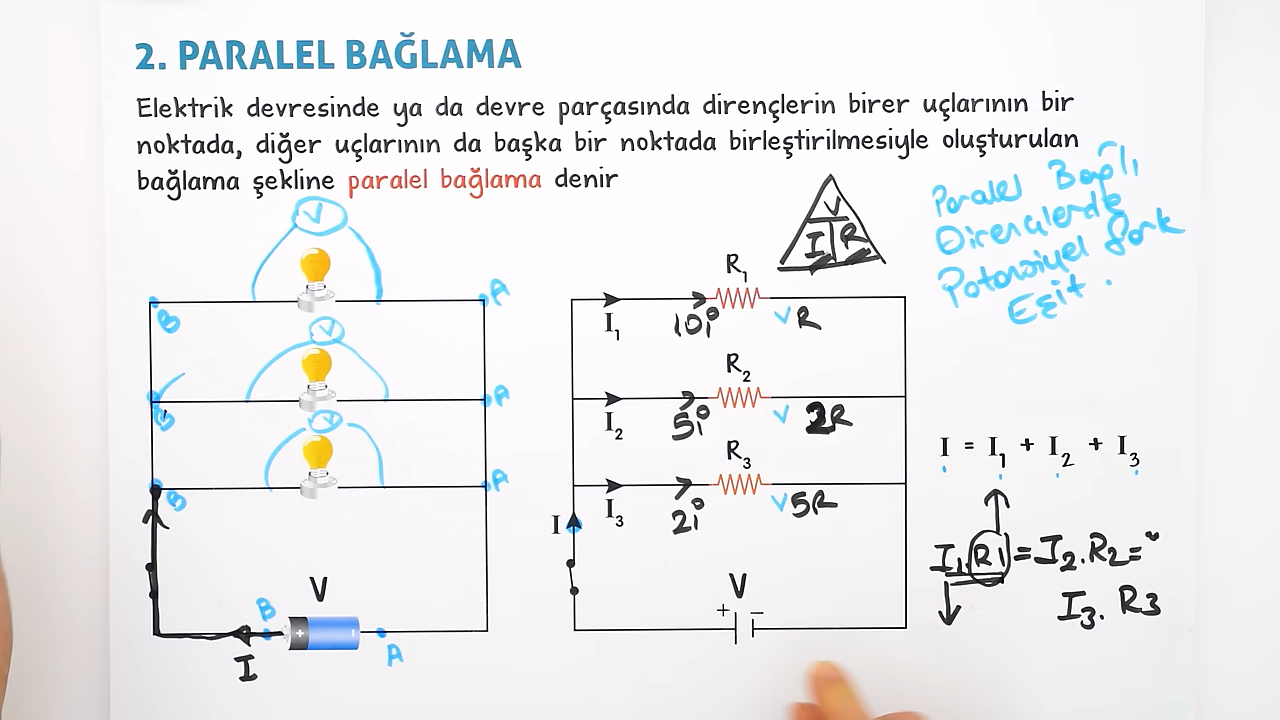 2. PARALEL BAĞLAMA
Elektrik devresinde ya da devre parçasında dirençlerin birer uçlarının bir
noktada, diğer uçlarının da başka bir noktada birleştirilmesiyle oluşturulan
bağlama şekline paralel bağlama denir
Paralel Bağlı
Dirençlerde
Potansiyel fark
Eşit.
V
I R
V
B A
V
B A
V
B A
V
B
A
I
R₁
I₁ 10i V R
R₂
I₂ 5i V 2R
R₃
I₃ 2i V 5R
I
V
+ −
I = I₁ + I₂ + I₃
I₁.R1 = I₂.R₂ =
I₃.R3